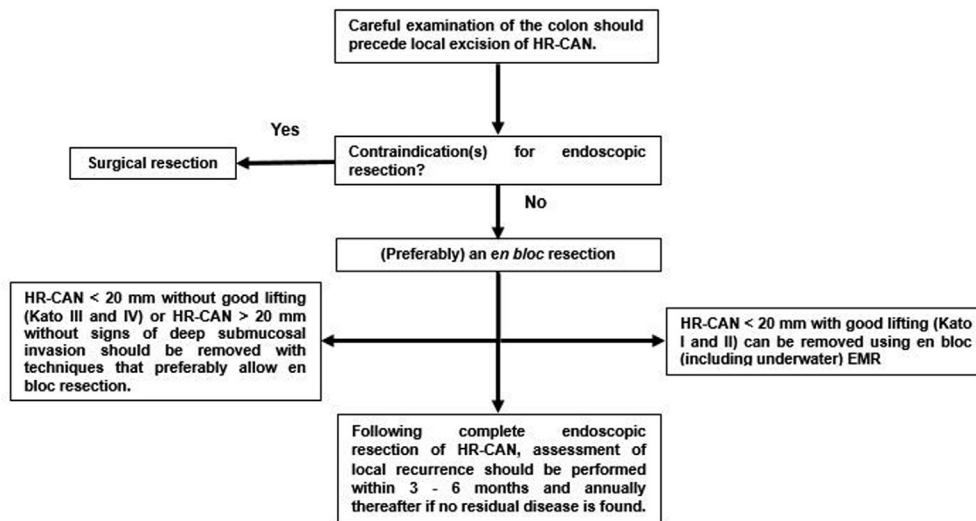 Careful examination of the colon should
precede local excision of HR-CAN.
Yes
Surgical resection
Contraindication(s) for endoscopic
resection?
No
(Preferably) an en bloc resection
HR-CAN < 20 mm without good lifting
(Kato III and IV) or HR-CAN > 20 mm
without signs of deep submucosal
invasion should be removed with
techniques that preferably allow en
bloc resection.
HR-CAN < 20 mm with good lifting (Kato
I and II) can be removed using en bloc
(including underwater) EMR
Following complete endoscopic
resection of HR-CAN, assessment of
local recurrence should be performed
within 3 - 6 months and annually
thereafter if no residual disease is found.